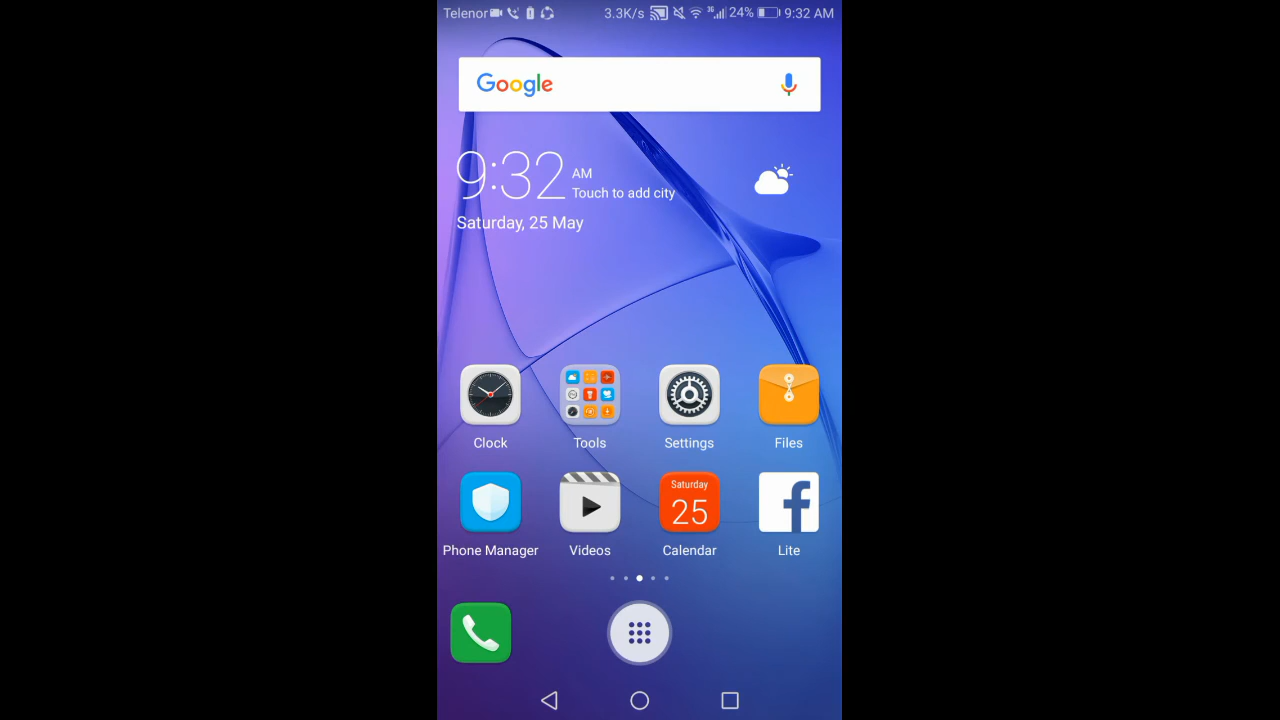 Telenor 3.3K/s 3G 24% 9:32 AM
Google
9:32 AM
Touch to add city
Saturday, 25 May
Clock Tools Settings Files
Saturday
25
Phone Manager Videos Calendar Lite